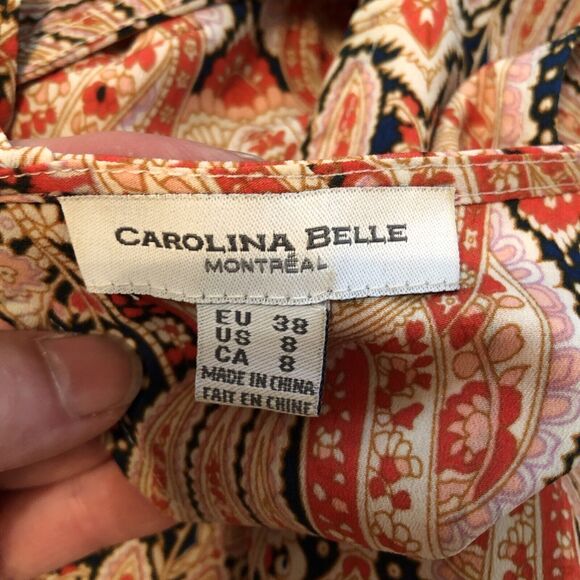 CAROLINA BELLE
MONTRÉAL
EU 38
US 8
CA 8
MADE IN CHINA
FAIT EN CHINE